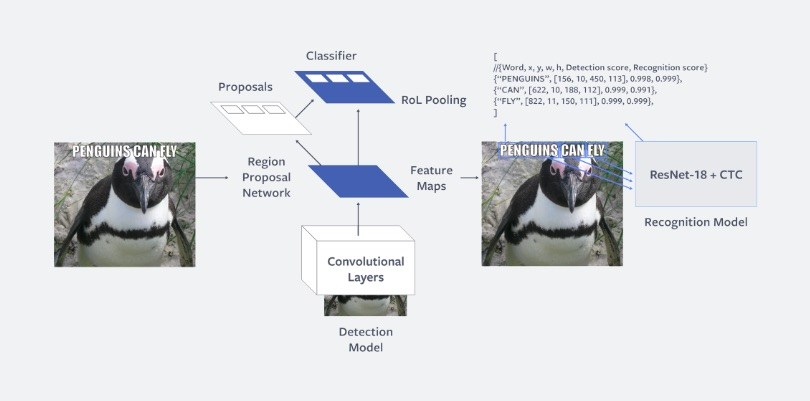 Classifier
[
//{Word, x, y, w, h, Detection score, Recognition score}
{“PENGUINS”, [156, 10, 450, 113], 0.998, 0.999},
{“CAN”, [622, 10, 188, 112], 0.999, 0.991},
{“FLY”, [822, 11, 150, 111], 0.999, 0.999},
]
Proposals
RoL Pooling
PENGUINS CAN FLY
Region
Proposal
Network
Feature
Maps
PENGUINS CAN FLY
ResNet-18 + CTC
Recognition Model
Convolutional
Layers
Detection
Model